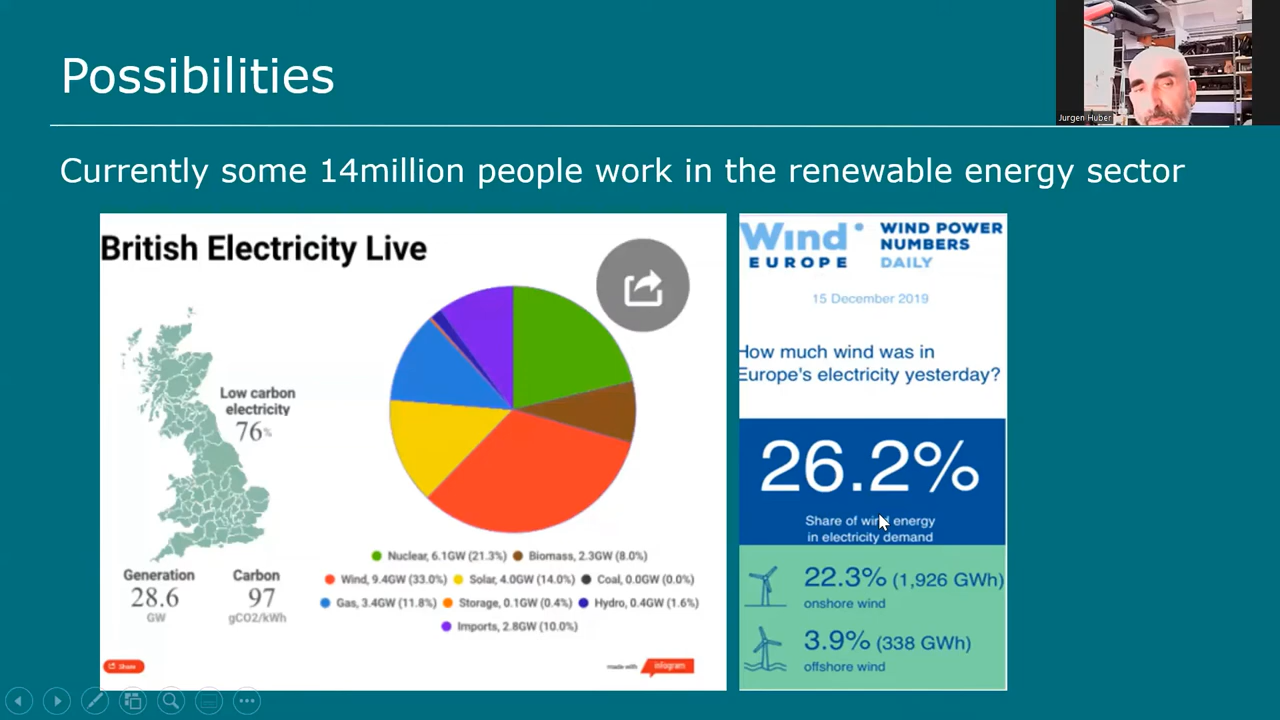 Possibilities
Jurgen Huber
Currently some 14million people work in the renewable energy sector
British Electricity Live
Low carbon
electricity
76%
Generation
28.6
GW
Carbon
97
gCO2/kWh
Nuclear, 6.1GW (21.3%) Biomass, 2.3GW (8.0%)
Wind, 9.4GW (33.0%) Solar, 4.0GW (14.0%) Coal, 0.0GW (0.0%)
Gas, 3.4GW (11.8%) Storage, 0.1GW (0.4%) Hydro, 0.4GW (1.6%)
Imports, 2.8GW (10.0%)
Share
made with infogram
Wind
EUROPE
WIND POWER
NUMBERS
DAILY
15 December 2019
How much wind was in
Europe's electricity yesterday?
26.2%
Share of wind energy
in electricity demand
22.3% (1,926 GWh)
onshore wind
3.9% (338 GWh)
offshore wind